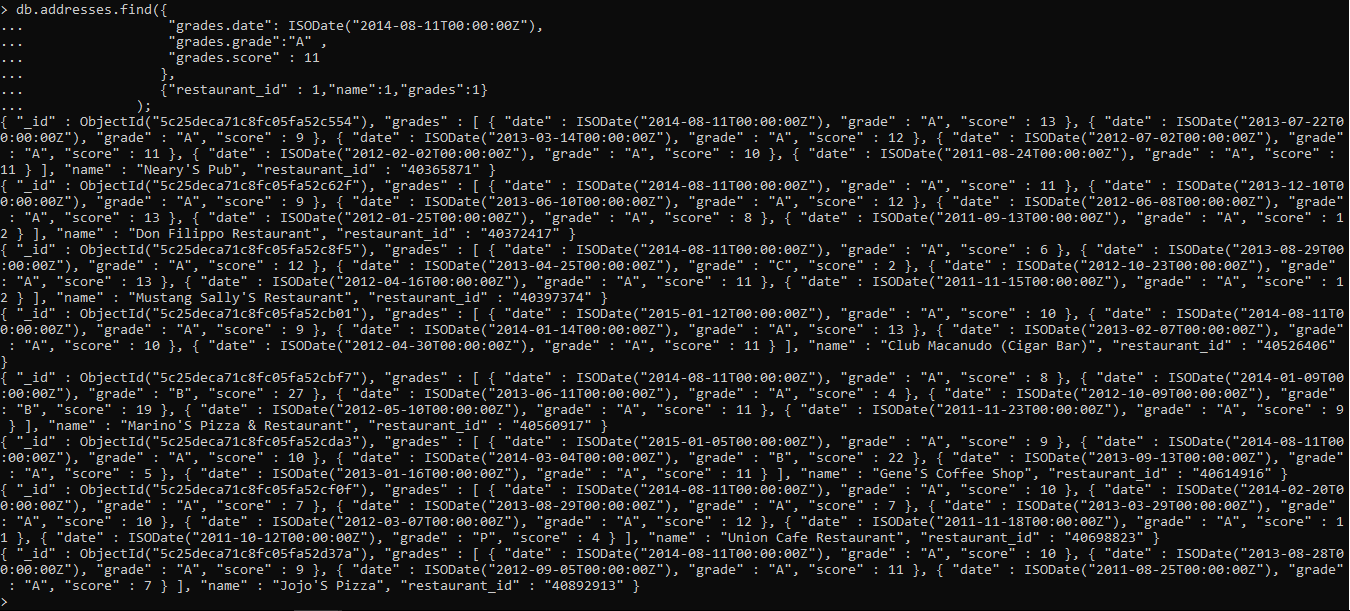 > db.addresses.find({
...                   "grades.date": ISODate("2014-08-11T00:00:00Z"),
...                   "grades.grade":"A" ,
...                   "grades.score" : 11
...                  },
...                  {"restaurant_id" : 1,"name":1,"grades":1}
...               );
{ "_id" : ObjectId("5c25deca71c8fc05fa52c554"), "grades" : [ { "date" : ISODate("2014-08-11T00:00:00Z"), "grade" : "A", "score" : 13 }, { "date" : ISODate("2013-07-22T0
0:00:00Z"), "grade" : "A", "score" : 9 }, { "date" : ISODate("2013-03-14T00:00:00Z"), "grade" : "A", "score" : 12 }, { "date" : ISODate("2012-07-02T00:00:00Z"), "grade"
 : "A", "score" : 11 }, { "date" : ISODate("2012-02-02T00:00:00Z"), "grade" : "A", "score" : 10 }, { "date" : ISODate("2011-08-24T00:00:00Z"), "grade" : "A", "score" :
11 } ], "name" : "Neary'S Pub", "restaurant_id" : "40365871" }
{ "_id" : ObjectId("5c25deca71c8fc05fa52c62f"), "grades" : [ { "date" : ISODate("2014-08-11T00:00:00Z"), "grade" : "A", "score" : 11 }, { "date" : ISODate("2013-12-10T0
0:00:00Z"), "grade" : "A", "score" : 9 }, { "date" : ISODate("2013-06-10T00:00:00Z"), "grade" : "A", "score" : 12 }, { "date" : ISODate("2012-06-08T00:00:00Z"), "grade"
 : "A", "score" : 13 }, { "date" : ISODate("2012-01-25T00:00:00Z"), "grade" : "A", "score" : 8 }, { "date" : ISODate("2011-09-13T00:00:00Z"), "grade" : "A", "score" : 1
2 } ], "name" : "Don Filippo Restaurant", "restaurant_id" : "40372417" }
{ "_id" : ObjectId("5c25deca71c8fc05fa52c8f5"), "grades" : [ { "date" : ISODate("2014-08-11T00:00:00Z"), "grade" : "A", "score" : 6 }, { "date" : ISODate("2013-08-29T00
:00:00Z"), "grade" : "A", "score" : 12 }, { "date" : ISODate("2013-04-25T00:00:00Z"), "grade" : "C", "score" : 2 }, { "date" : ISODate("2012-10-23T00:00:00Z"), "grade"
 : "A", "score" : 13 }, { "date" : ISODate("2012-04-16T00:00:00Z"), "grade" : "A", "score" : 11 }, { "date" : ISODate("2011-11-15T00:00:00Z"), "grade" : "A", "score" : 1
2 } ], "name" : "Mustang Sally'S Restaurant", "restaurant_id" : "40397374" }
{ "_id" : ObjectId("5c25deca71c8fc05fa52cb01"), "grades" : [ { "date" : ISODate("2015-01-12T00:00:00Z"), "grade" : "A", "score" : 10 }, { "date" : ISODate("2014-08-11T0
0:00:00Z"), "grade" : "A", "score" : 9 }, { "date" : ISODate("2014-01-14T00:00:00Z"), "grade" : "A", "score" : 13 }, { "date" : ISODate("2013-02-07T00:00:00Z"), "grade"
: "A", "score" : 10 }, { "date" : ISODate("2012-04-30T00:00:00Z"), "grade" : "A", "score" : 11 } ], "name" : "Club Macanudo (Cigar Bar)", "restaurant_id" : "40526406"
}
{ "_id" : ObjectId("5c25deca71c8fc05fa52cbf7"), "grades" : [ { "date" : ISODate("2014-08-11T00:00:00Z"), "grade" : "A", "score" : 8 }, { "date" : ISODate("2014-01-09T00
:00:00Z"), "grade" : "B", "score" : 27 }, { "date" : ISODate("2013-06-11T00:00:00Z"), "grade" : "A", "score" : 4 }, { "date" : ISODate("2012-10-09T00:00:00Z"), "grade" :
"B", "score" : 19 }, { "date" : ISODate("2012-05-10T00:00:00Z"), "grade" : "A", "score" : 11 }, { "date" : ISODate("2011-11-23T00:00:00Z"), "grade" : "A", "score" : 9
 } ], "name" : "Marino'S Pizza & Restaurant", "restaurant_id" : "40560917" }
{ "_id" : ObjectId("5c25deca71c8fc05fa52cda3"), "grades" : [ { "date" : ISODate("2015-01-05T00:00:00Z"), "grade" : "A", "score" : 9 }, { "date" : ISODate("2014-08-11T00
:00:00Z"), "grade" : "A", "score" : 10 }, { "date" : ISODate("2014-03-04T00:00:00Z"), "grade" : "B", "score" : 22 }, { "date" : ISODate("2013-09-13T00:00:00Z"), "grade"
 : "A", "score" : 5 }, { "date" : ISODate("2013-01-16T00:00:00Z"), "grade" : "A", "score" : 11 } ], "name" : "Gene'S Coffee Shop", "restaurant_id" : "40614916" }
{ "_id" : ObjectId("5c25deca71c8fc05fa52cf0f"), "grades" : [ { "date" : ISODate("2014-08-11T00:00:00Z"), "grade" : "A", "score" : 10 }, { "date" : ISODate("2014-02-20T0
0:00:00Z"), "grade" : "A", "score" : 7 }, { "date" : ISODate("2013-08-29T00:00:00Z"), "grade" : "A", "score" : 7 }, { "date" : ISODate("2013-03-29T00:00:00Z"), "grade"
: "A", "score" : 10 }, { "date" : ISODate("2012-03-07T00:00:00Z"), "grade" : "A", "score" : 12 }, { "date" : ISODate("2011-11-18T00:00:00Z"), "grade" : "A", "score" : 1
1 }, { "date" : ISODate("2011-10-12T00:00:00Z"), "grade" : "P", "score" : 4 } ], "name" : "Union Cafe Restaurant", "restaurant_id" : "40698823" }
{ "_id" : ObjectId("5c25deca71c8fc05fa52d37a"), "grades" : [ { "date" : ISODate("2014-08-11T00:00:00Z"), "grade" : "A", "score" : 10 }, { "date" : ISODate("2013-08-28T0
0:00:00Z"), "grade" : "A", "score" : 9 }, { "date" : ISODate("2012-09-05T00:00:00Z"), "grade" : "A", "score" : 11 }, { "date" : ISODate("2011-08-25T00:00:00Z"), "grade"
 : "A", "score" : 7 } ], "name" : "Jojo'S Pizza", "restaurant_id" : "40892913" }
>